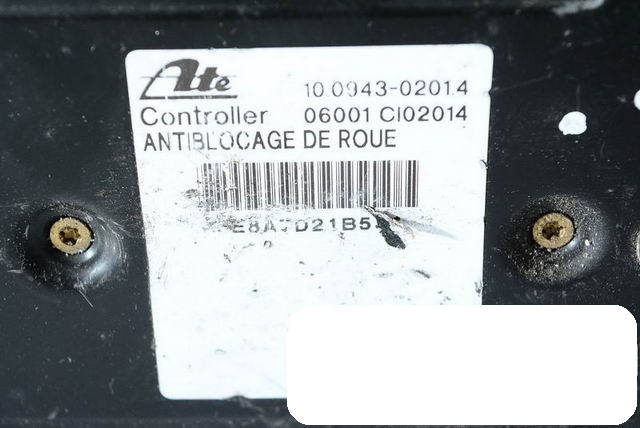 Ate
10.0943-0201.4
Controller 06001 CI02014
ANTIBLOCAGE DE ROUE